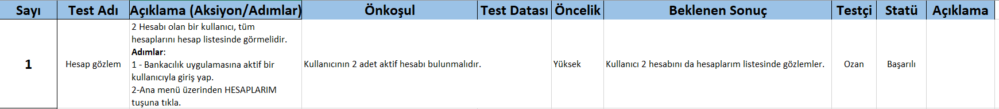 Sayı
Test Adı
Açıklama (Aksiyon/Adımlar)
Önkoşul
Test Datası
Öncelik
Beklenen Sonuç
Testçi
Statü
Açıklama
1
Hesap gözlem
2 Hesabı olan bir kullanıcı, tüm
hesaplarını hesap listesinde görmelidir.
Adımlar:
1 - Bankacılık uygulamasına aktif bir
kullanıcıyla giriş yap.
2-Ana menü üzerinden HESAPLARIM
tuşuna tıkla.
Kullanıcının 2 adet aktif hesabı bulunmalıdır.
Yüksek
Kullanıcı 2 hesabını da hesaplarım listesinde gözlemler.
Ozan
Başarılı